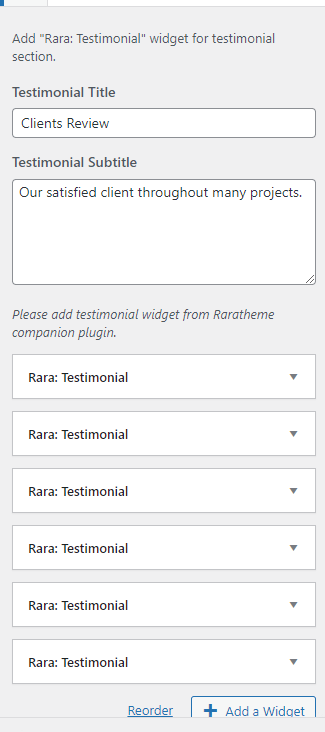 Add "Rara: Testimonial" widget for testimonial
section.
Testimonial Title
Clients Review
Testimonial Subtitle
Our satisfied client throughout many projects.
Please add testimonial widget from Raratheme
companion plugin.
Rara: Testimonial
Rara: Testimonial
Rara: Testimonial
Rara: Testimonial
Rara: Testimonial
Rara: Testimonial
Reorder Add a Widget